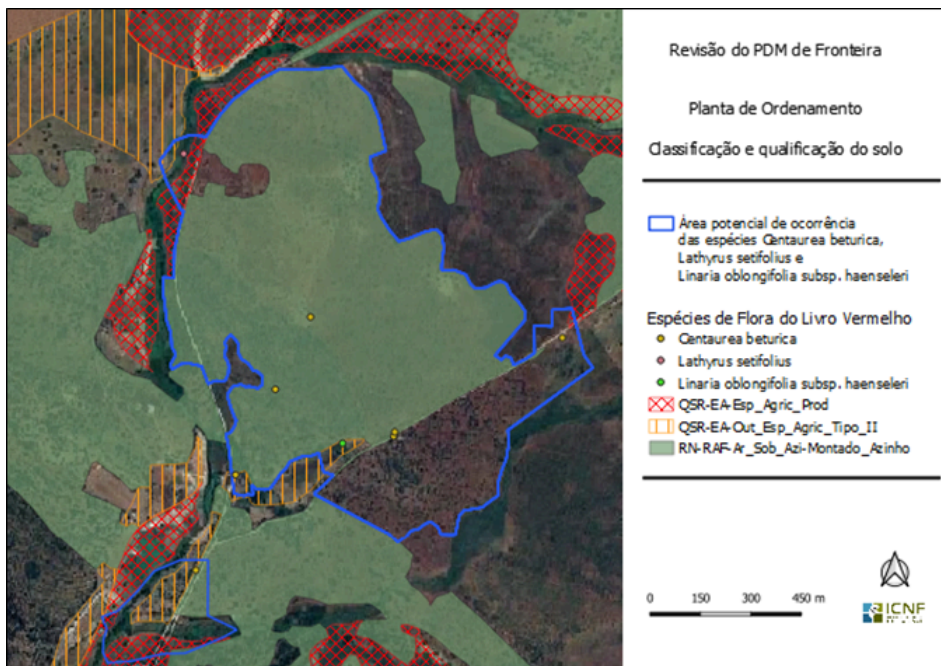 Revisão do PDM de Fronteira
Planta de Ordenamento
Classificação e qualificação do solo
Área potencial de ocorrência
das espécies Centaurea beturica,
Lathyrus setifolius e
Linaria oblongifolia subsp. haenseleri
Espécies de Flora do Livro Vermelho
Centaurea beturica
Lathyrus setifolius
Linaria oblongifolia subsp. haenseleri
QSR-EA-Esp_Agric_Prod
QSR-EA-Out_Esp_Agric_Tipo_II
RN-RAF-Ar_Sob_Azi-Montado_Azinho
0 150 300 450 m
ICNF